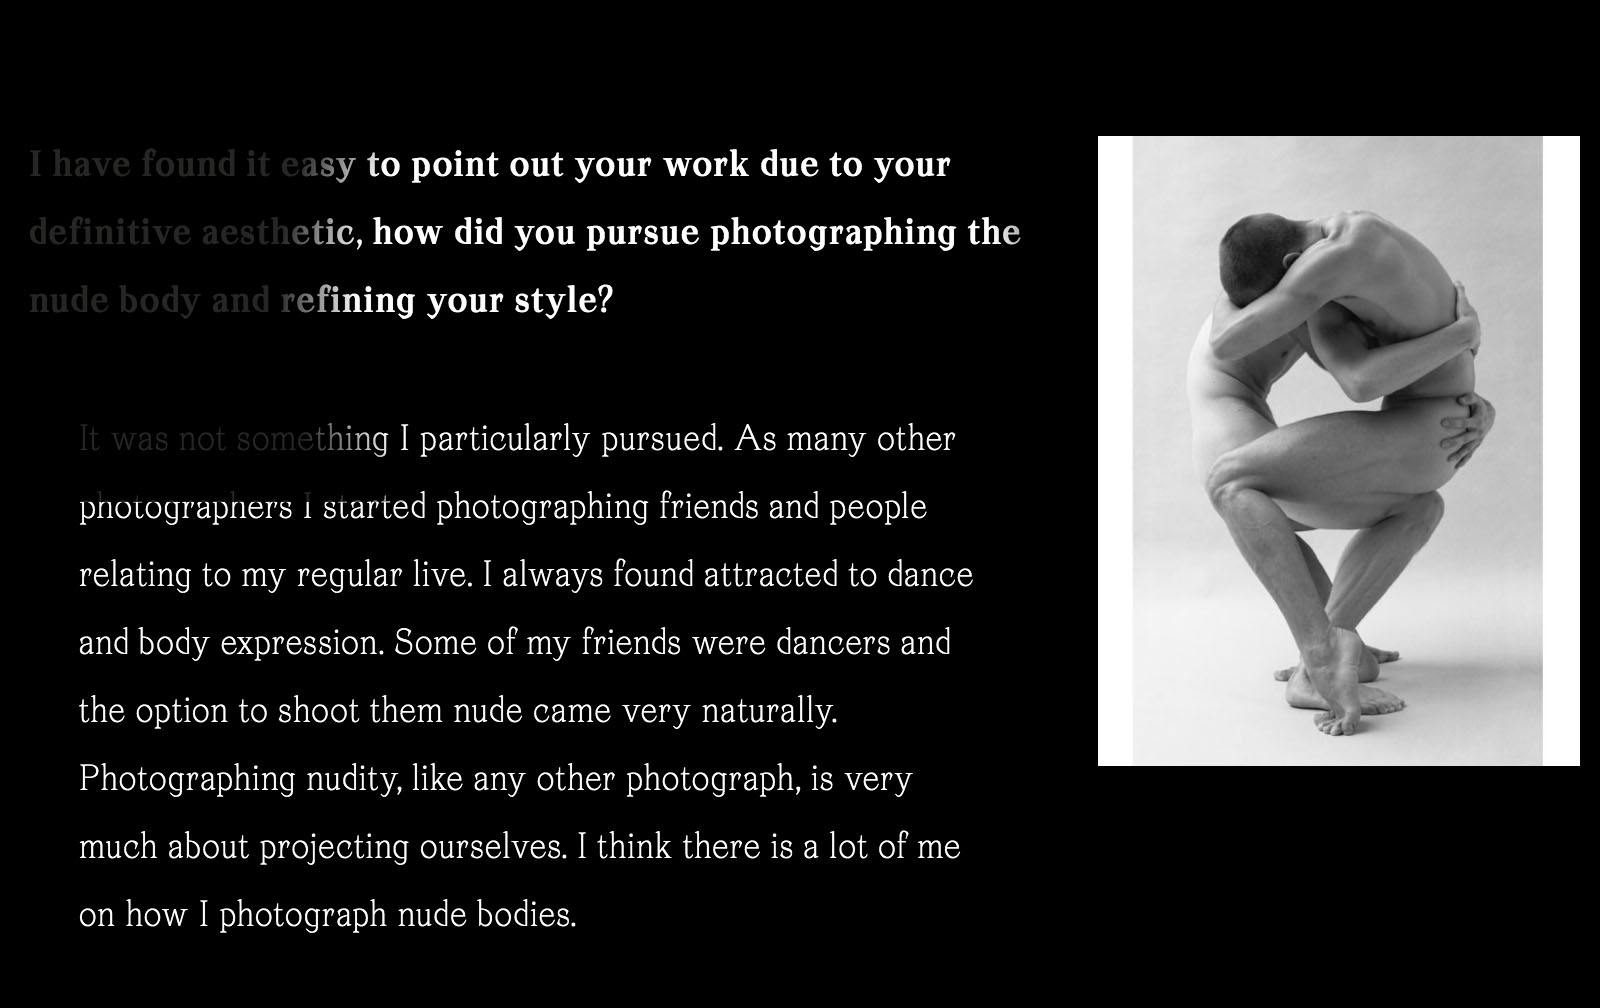 I have found it easy to point out your work due to your
definitive aesthetic, how did you pursue photographing the
nude body and refining your style?
It was not something I particularly pursued. As many other
photographers I started photographing friends and people
relating to my regular live. I always found attracted to dance
and body expression. Some of my friends were dancers and
the option to shoot them nude came very naturally.
Photographing nudity, like any other photograph, is very
much about projecting ourselves. I think there is a lot of me
on how I photograph nude bodies.